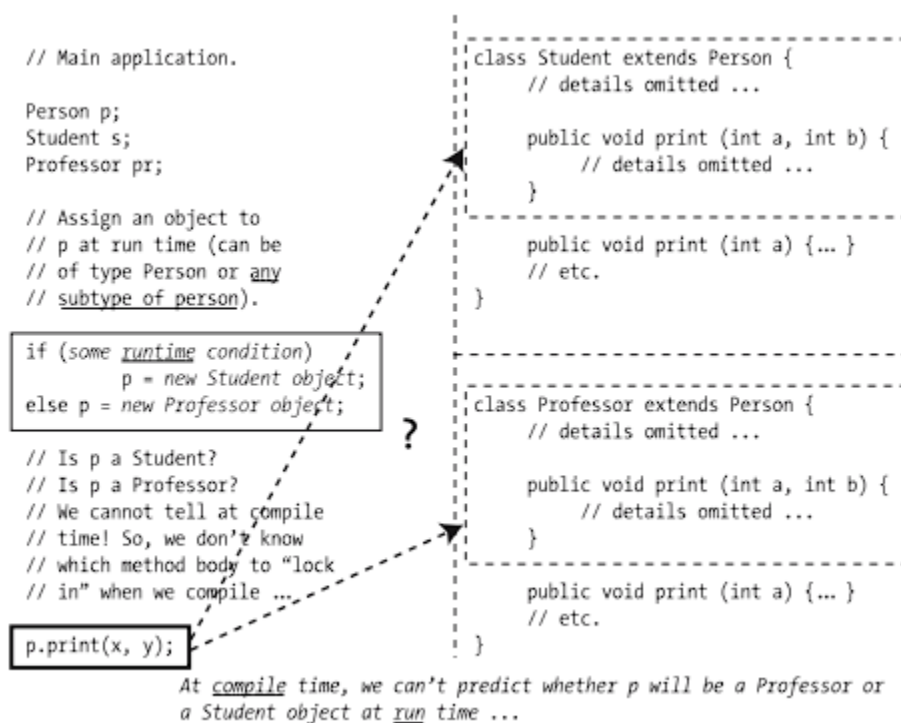 // Main application.
Person p;
Student s;
Professor pr;
// Assign an object to
// p at run time (can be
// of type Person or any
// subtype of person).
if (some runtime condition)
p = new Student object;
else p = new Professor object;
// Is p a Student?
// Is p a Professor?
// We cannot tell at compile
// time! So, we don't know
// which method body to “lock
// in” when we compile ...
p.print(x, y);
?
class Student extends Person {
// details omitted ...
public void print (int a, int b) {
// details omitted ...
}
public void print (int a) {... }
// etc.
}
class Professor extends Person {
// details omitted ...
public void print (int a, int b) {
// details omitted ...
}
public void print (int a) {... }
// etc.
}
At compile time, we can't predict whether p will be a Professor or
a Student object at run time ...